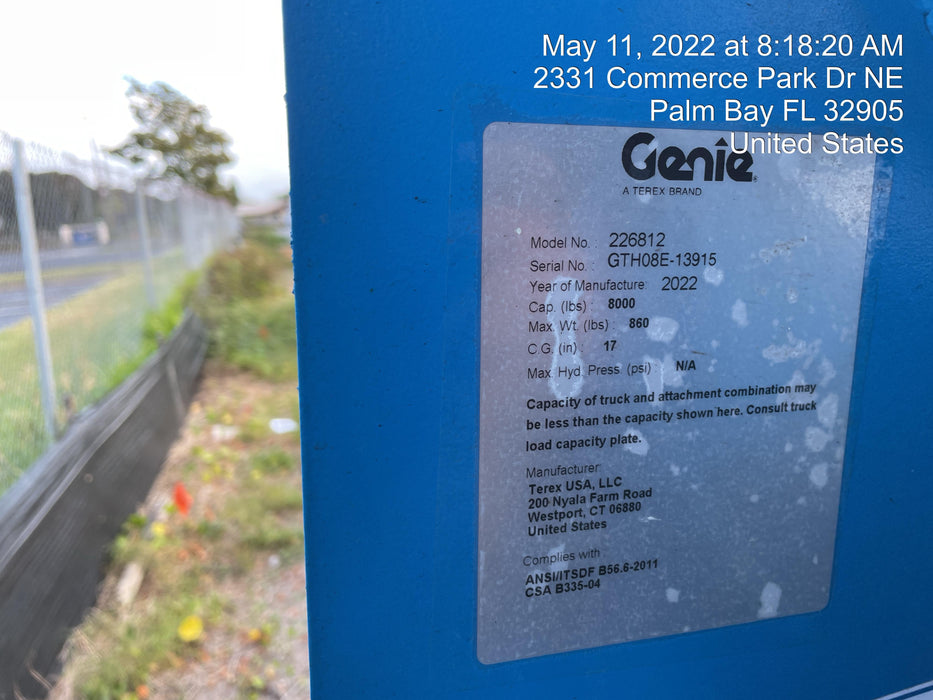 May 11, 2022 at 8:18:20 AM
2331 Commerce Park Dr NE
Palm Bay FL 32905
United States
Genie®
A TEREX BRAND
Model No. : 226812
Serial No. : GTH08E-13915
Year of Manufacture: 2022
Cap. (lbs) : 8000
Max. Wt. (lbs) : 860
C.G. (in) : 17
Max. Hyd. Press. (psi) : N/A
Capacity of truck and attachment combination may
be less than the capacity shown here. Consult truck
load capacity plate.
Manufacturer:
Terex USA, LLC
200 Nyala Farm Road
Westport, CT 06880
United States
Complies with :
ANSI/ITSDF B56.6-2011
CSA B335-04